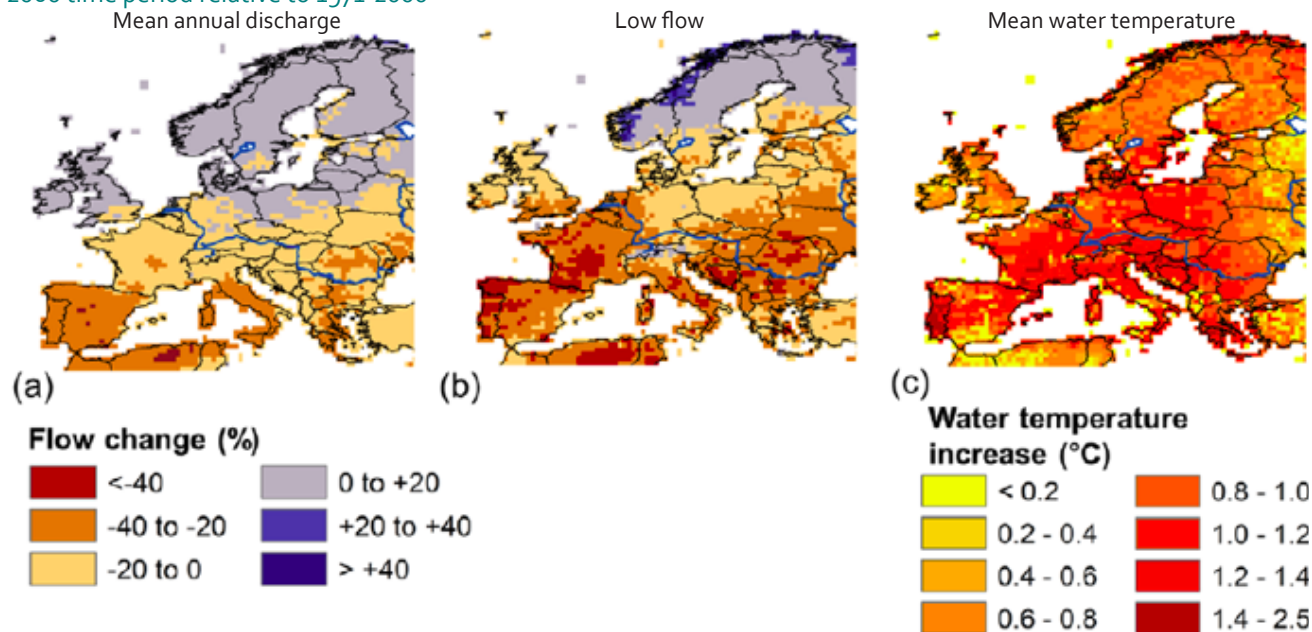 Mean annual discharge
Low flow
Mean water temperature
(a)
(b)
(c)
Flow change (%)
<-40
-40 to -20
-20 to 0
0 to +20
+20 to +40
> +40
Water temperature
increase (°C)
< 0.2
0.2 - 0.4
0.4 - 0.6
0.6 - 0.8
0.8 - 1.0
1.0 - 1.2
1.2 - 1.4
1.4 - 2.5